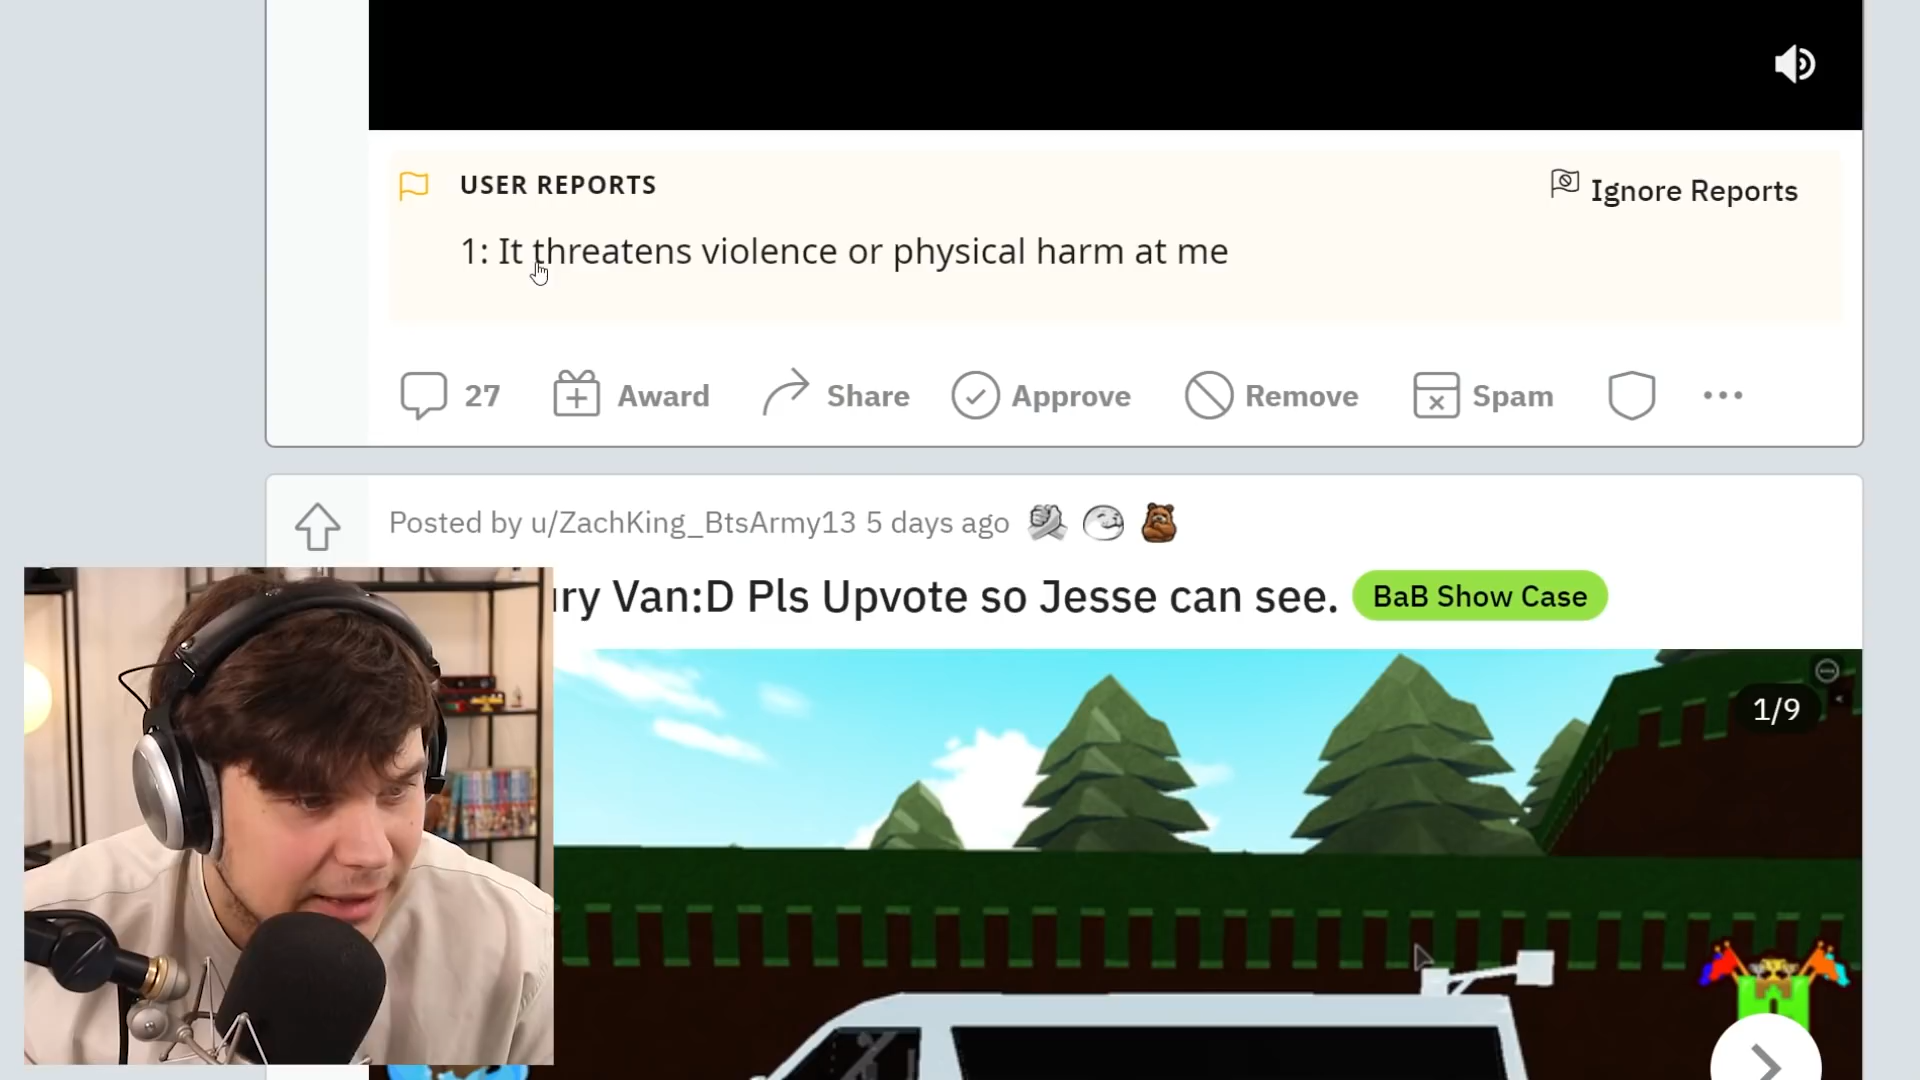 USER REPORTS
Ignore Reports
1: It threatens violence or physical harm at me
27 Award Share Approve Remove Spam
Posted by u/ZachKing_BtsArmy13 5 days ago
Van:D Pls Upvote so Jesse can see. BaB Show Case
1/9